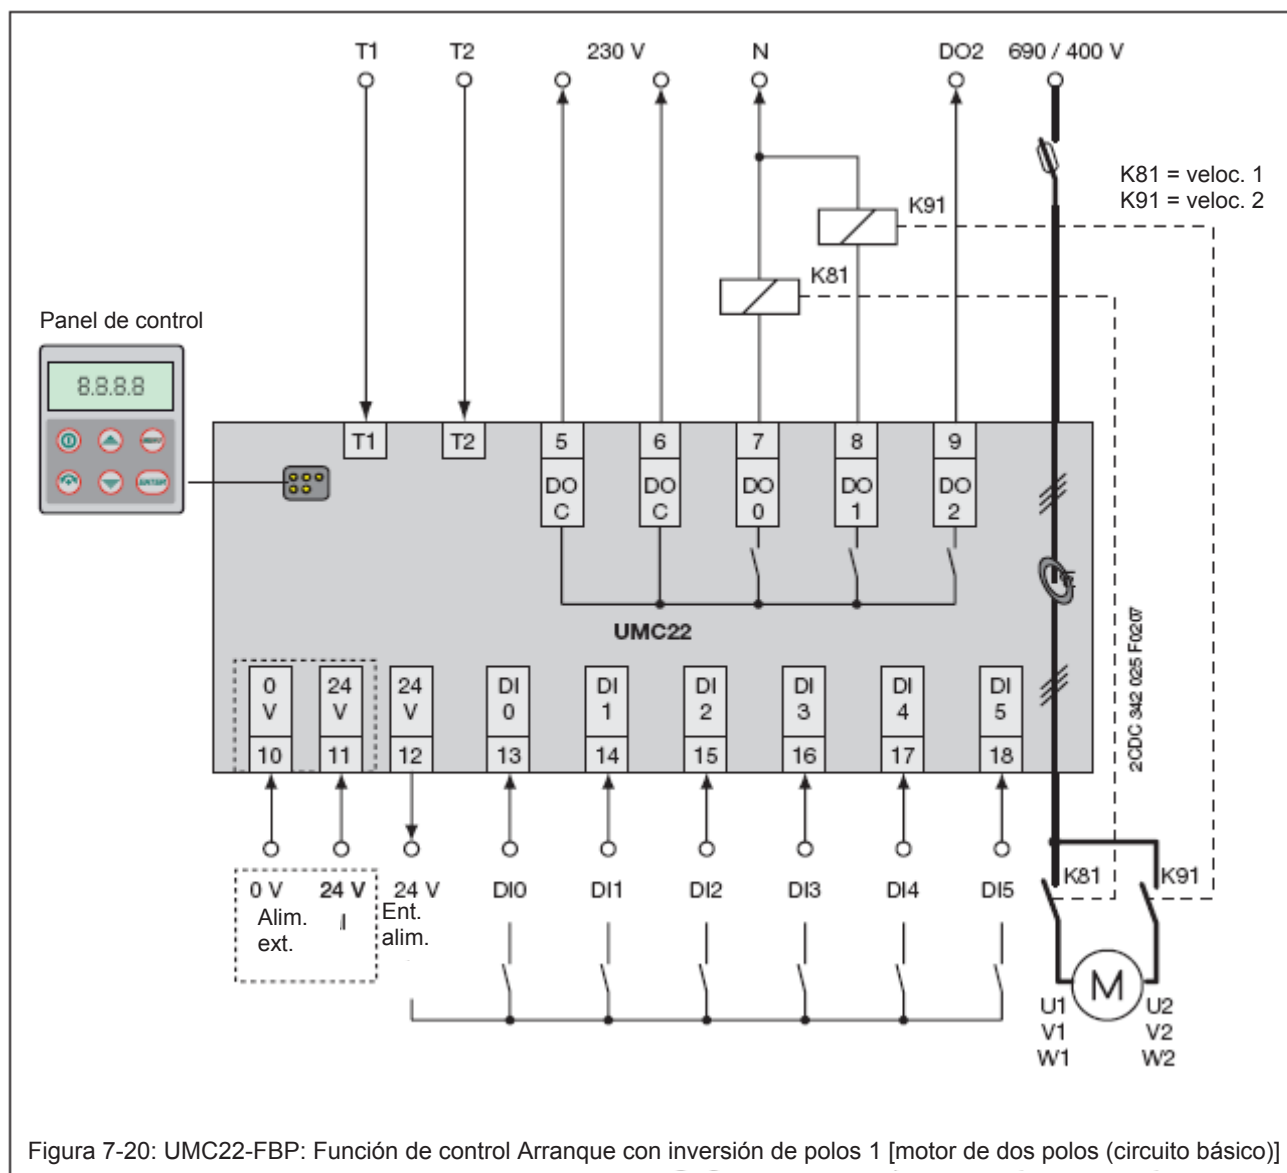 T1 T2 230 V N DO2 690 / 400 V
K81 = veloc. 1
K91 = veloc. 2
K91
K81
Panel de control
8.8.8.8
MENU
ENTER
T1 T2 5 6 7 8 9
DO DO DO DO DO
C C 0 1 2
UMC22
2CDC 342 025 F0207
0 24 24 DI DI DI DI DI DI
V V V 0 1 2 3 4 5
10 11 12 13 14 15 16 17 18
K81 K91
0 V 24 V 24 V DI0 DI1 DI2 DI3 DI4 DI5
Alim. Ent.
ext. alim.
M
U1 U2
V1 V2
W1 W2
Figura 7-20: UMC22-FBP: Función de control Arranque con inversión de polos 1 [motor de dos polos (circuito básico)]